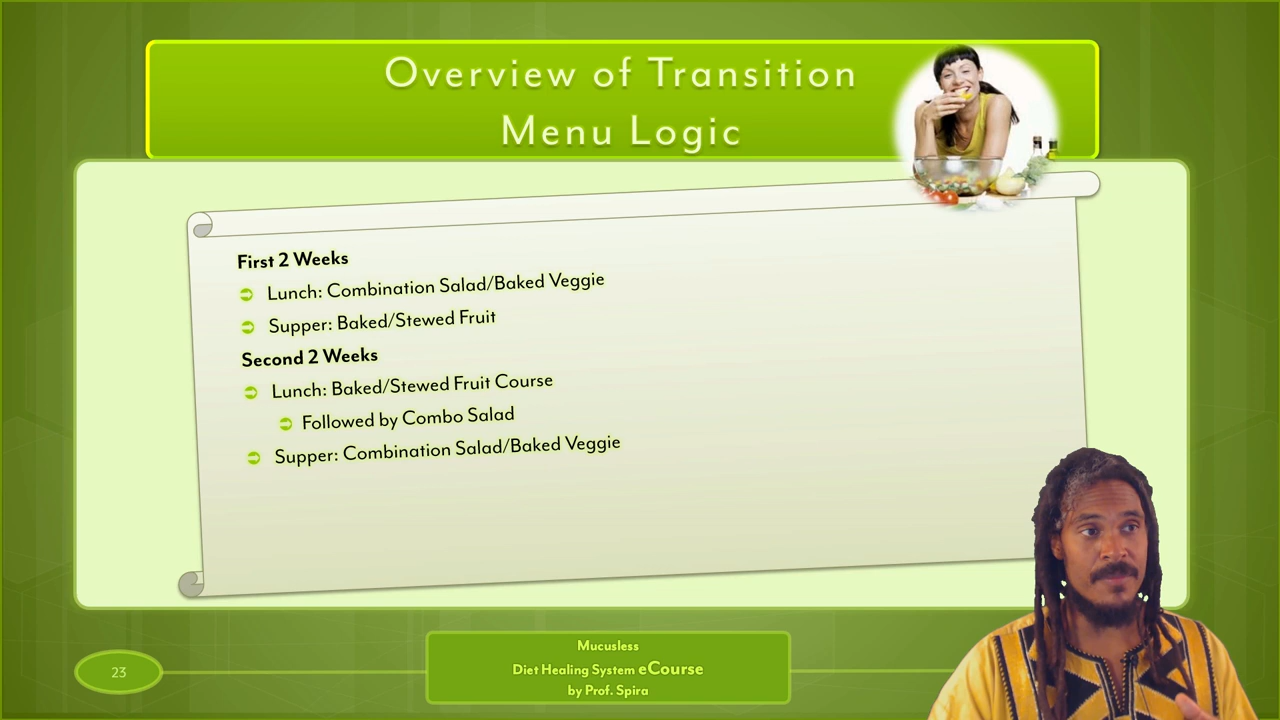 Overview of Transition
Menu Logic
First 2 Weeks
Lunch: Combination Salad/Baked Veggie
Supper: Baked/Stewed Fruit
Second 2 Weeks
Lunch: Baked/Stewed Fruit Course
Followed by Combo Salad
Supper: Combination Salad/Baked Veggie
23
Mucusless
Diet Healing System eCourse
by Prof. Spira